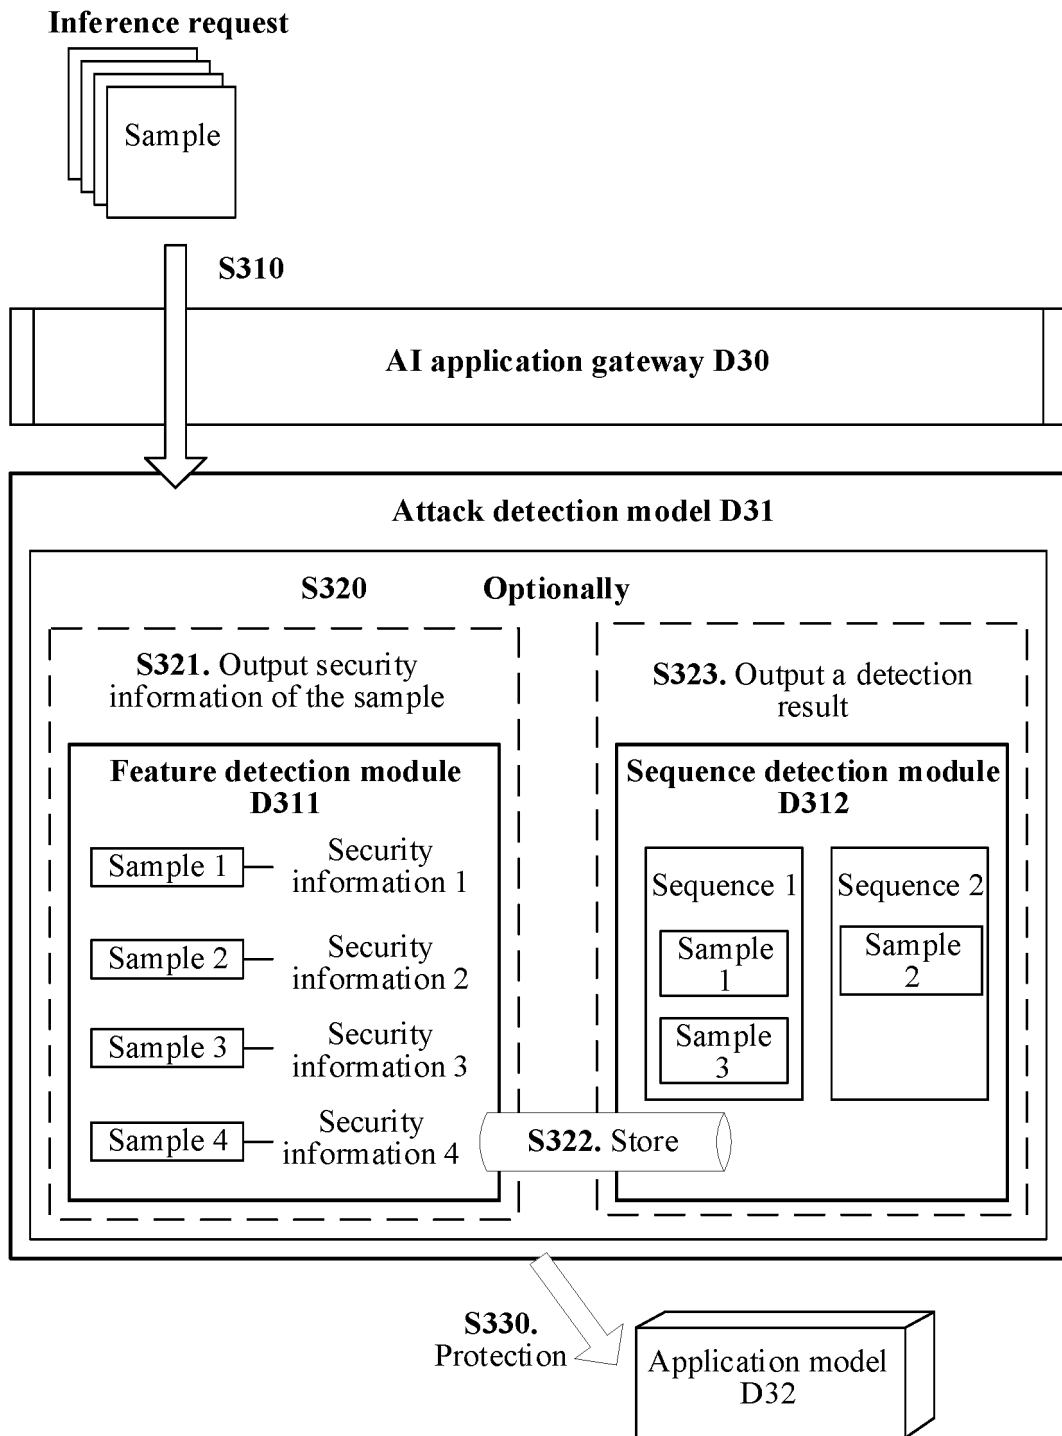 Inference request
Sample
S310
AI application gateway D30
Attack detection model D31
S320
Optionally
S321. Output security
information of the sample
Feature detection module
D311
Sample 1
Security
information 1
Sample 2
Security
information 2
Sample 3
Security
information 3
Sample 4
Security
information 4
S322. Store
S323. Output a detection
result
Sequence detection module
D312
Sequence 1
Sample
1
Sample
3
Sequence 2
Sample
2
S330.
Protection
Application model
D32